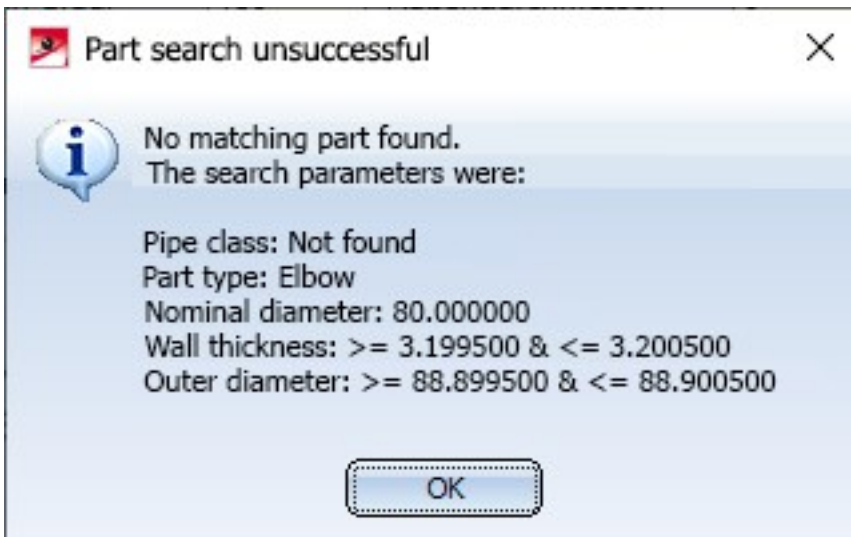 Part search unsuccessful
No matching part found.
The search parameters were:
Pipe class: Not found
Part type: Elbow
Nominal diameter: 80.000000
Wall thickness: >= 3.199500 & <= 3.200500
Outer diameter: >= 88.899500 & <= 88.900500
OK